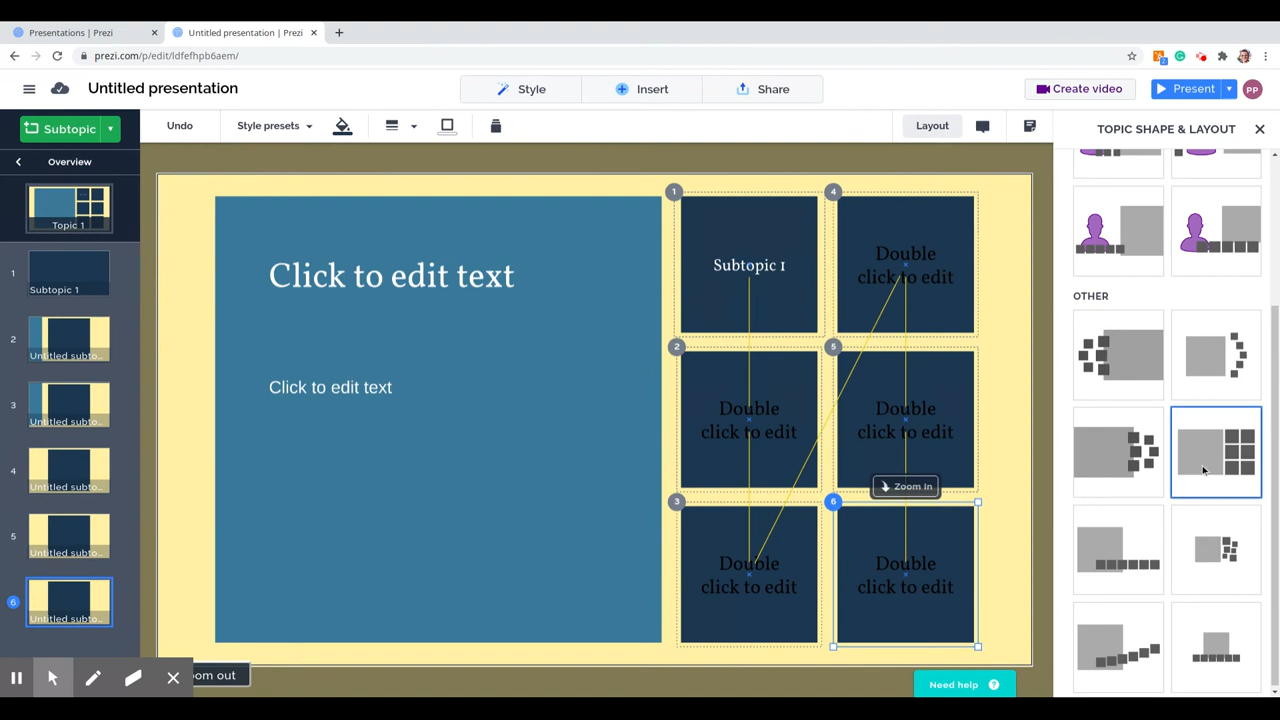 Presentations | Prezi
Untitled presentation | Prezi
prezi.com/p/edit/ldfefhpb6aem/
Untitled presentation
Style
Insert
Share
Create video
Present
PP
Subtopic
Undo
Style presets
Layout
TOPIC SHAPE & LAYOUT
Overview
Topic 1
1
Subtopic 1
2
Untitled subto...
3
Untitled subto...
4
Untitled subto...
5
Untitled subto...
6
Untitled subto...
Click to edit text
Click to edit text
1
Subtopic 1
4
Double
click to edit
2
Double
click to edit
5
Double
click to edit
Zoom in
3
Double
click to edit
6
Double
click to edit
OTHER
oom out
Need help ?